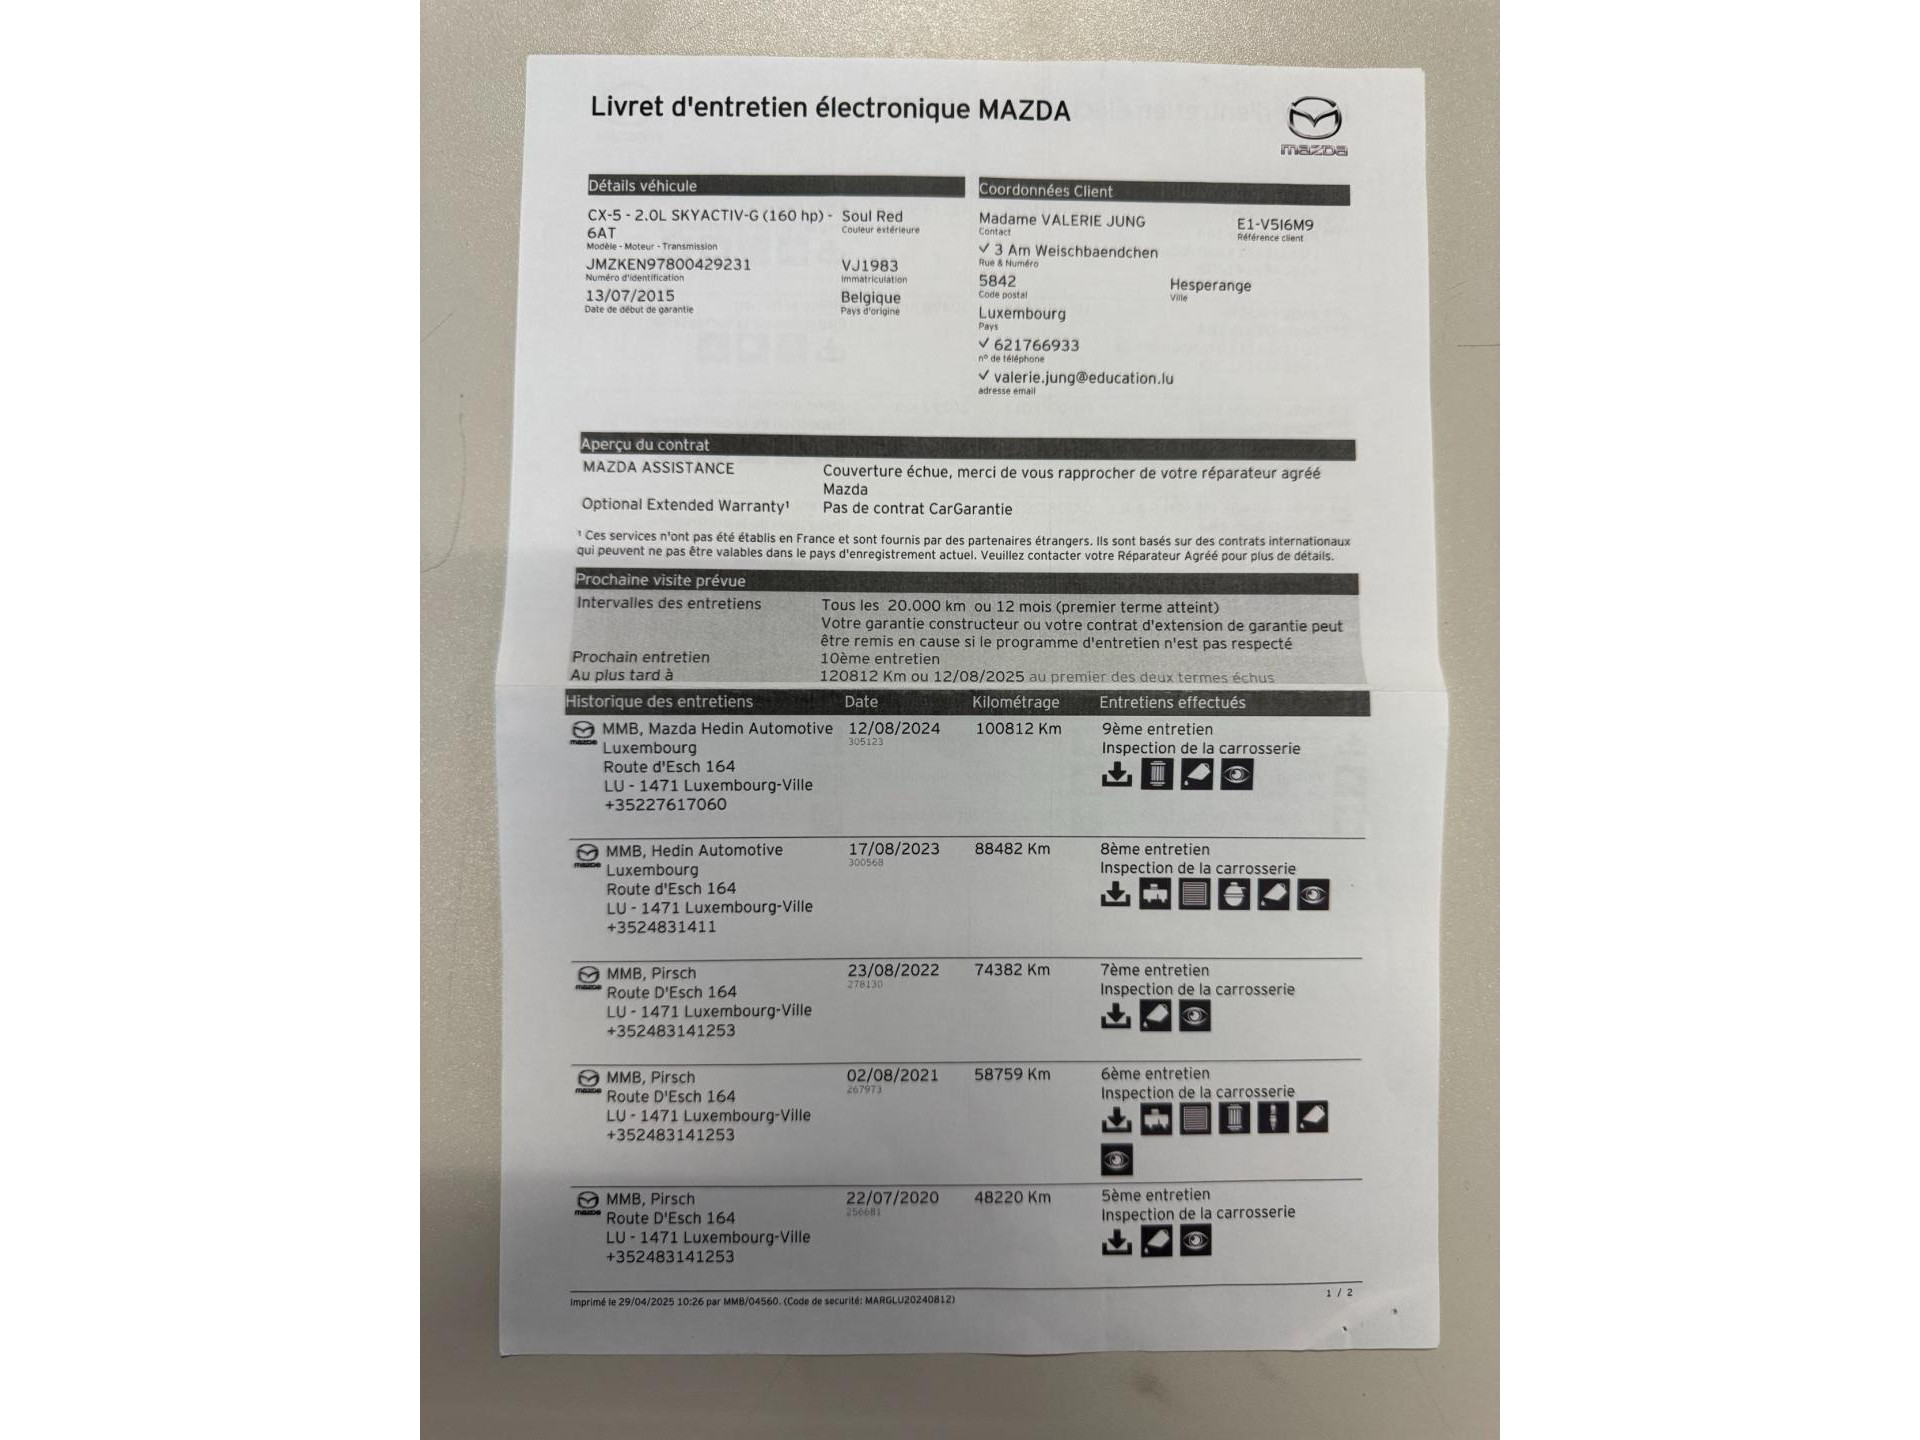 Livret d'entretien électronique MAZDA
mazda
Détails véhicule
CX-5 - 2.0L SKYACTIV-G (160 hp) - Soul Red
6AT Couleur extérieure
Modèle - Moteur - Transmission
JMZKEN97800429231 VJ1983
Numéro d'identification Immatriculation
13/07/2015 Belgique
Date de début de garantie Pays d'origine
Coordonnées Client
Madame VALERIE JUNG E1-V5I6M9
Contact Référence client
✓ 3 Am Weischbaendchen
Rue & Numéro
5842 Hesperange
Code postal Ville
Luxembourg
Pays
✓ 621766933
n° de téléphone
✓ valerie.jung@education.lu
adresse email
Aperçu du contrat
MAZDA ASSISTANCE Couverture échue, merci de vous rapprocher de votre réparateur agréé
Mazda
Optional Extended Warranty¹ Pas de contrat CarGarantie
¹ Ces services n'ont pas été établis en France et sont fournis par des partenaires étrangers. Ils sont basés sur des contrats internationaux
qui peuvent ne pas être valables dans le pays d'enregistrement actuel. Veuillez contacter votre Réparateur Agréé pour plus de détails.
Prochaine visite prévue
Intervalles des entretiens Tous les 20.000 km ou 12 mois (premier terme atteint)
Votre garantie constructeur ou votre contrat d'extension de garantie peut
être remis en cause si le programme d'entretien n'est pas respecté
Prochain entretien 10ème entretien
Au plus tard à 120812 Km ou 12/08/2025 au premier des deux termes échus
Historique des entretiens Date Kilométrage Entretiens effectués
mazda MMB, Mazda Hedin Automotive 12/08/2024 100812 Km 9ème entretien
Luxembourg 305123 Inspection de la carrosserie
Route d'Esch 164
LU - 1471 Luxembourg-Ville
+35227617060
mazda MMB, Hedin Automotive 17/08/2023 88482 Km 8ème entretien
Luxembourg 300568 Inspection de la carrosserie
Route d'Esch 164
LU - 1471 Luxembourg-Ville
+3524831411
mazda MMB, Pirsch 23/08/2022 74382 Km 7ème entretien
Route D'Esch 164 278130 Inspection de la carrosserie
LU - 1471 Luxembourg-Ville
+352483141253
mazda MMB, Pirsch 02/08/2021 58759 Km 6ème entretien
Route D'Esch 164 267973 Inspection de la carrosserie
LU - 1471 Luxembourg-Ville
+352483141253
mazda MMB, Pirsch 22/07/2020 48220 Km 5ème entretien
Route D'Esch 164 256681 Inspection de la carrosserie
LU - 1471 Luxembourg-Ville
+352483141253
Imprimé le 29/04/2025 10:26 par MMB/04560. (Code de securité: MARGLU20240812) 1 / 2